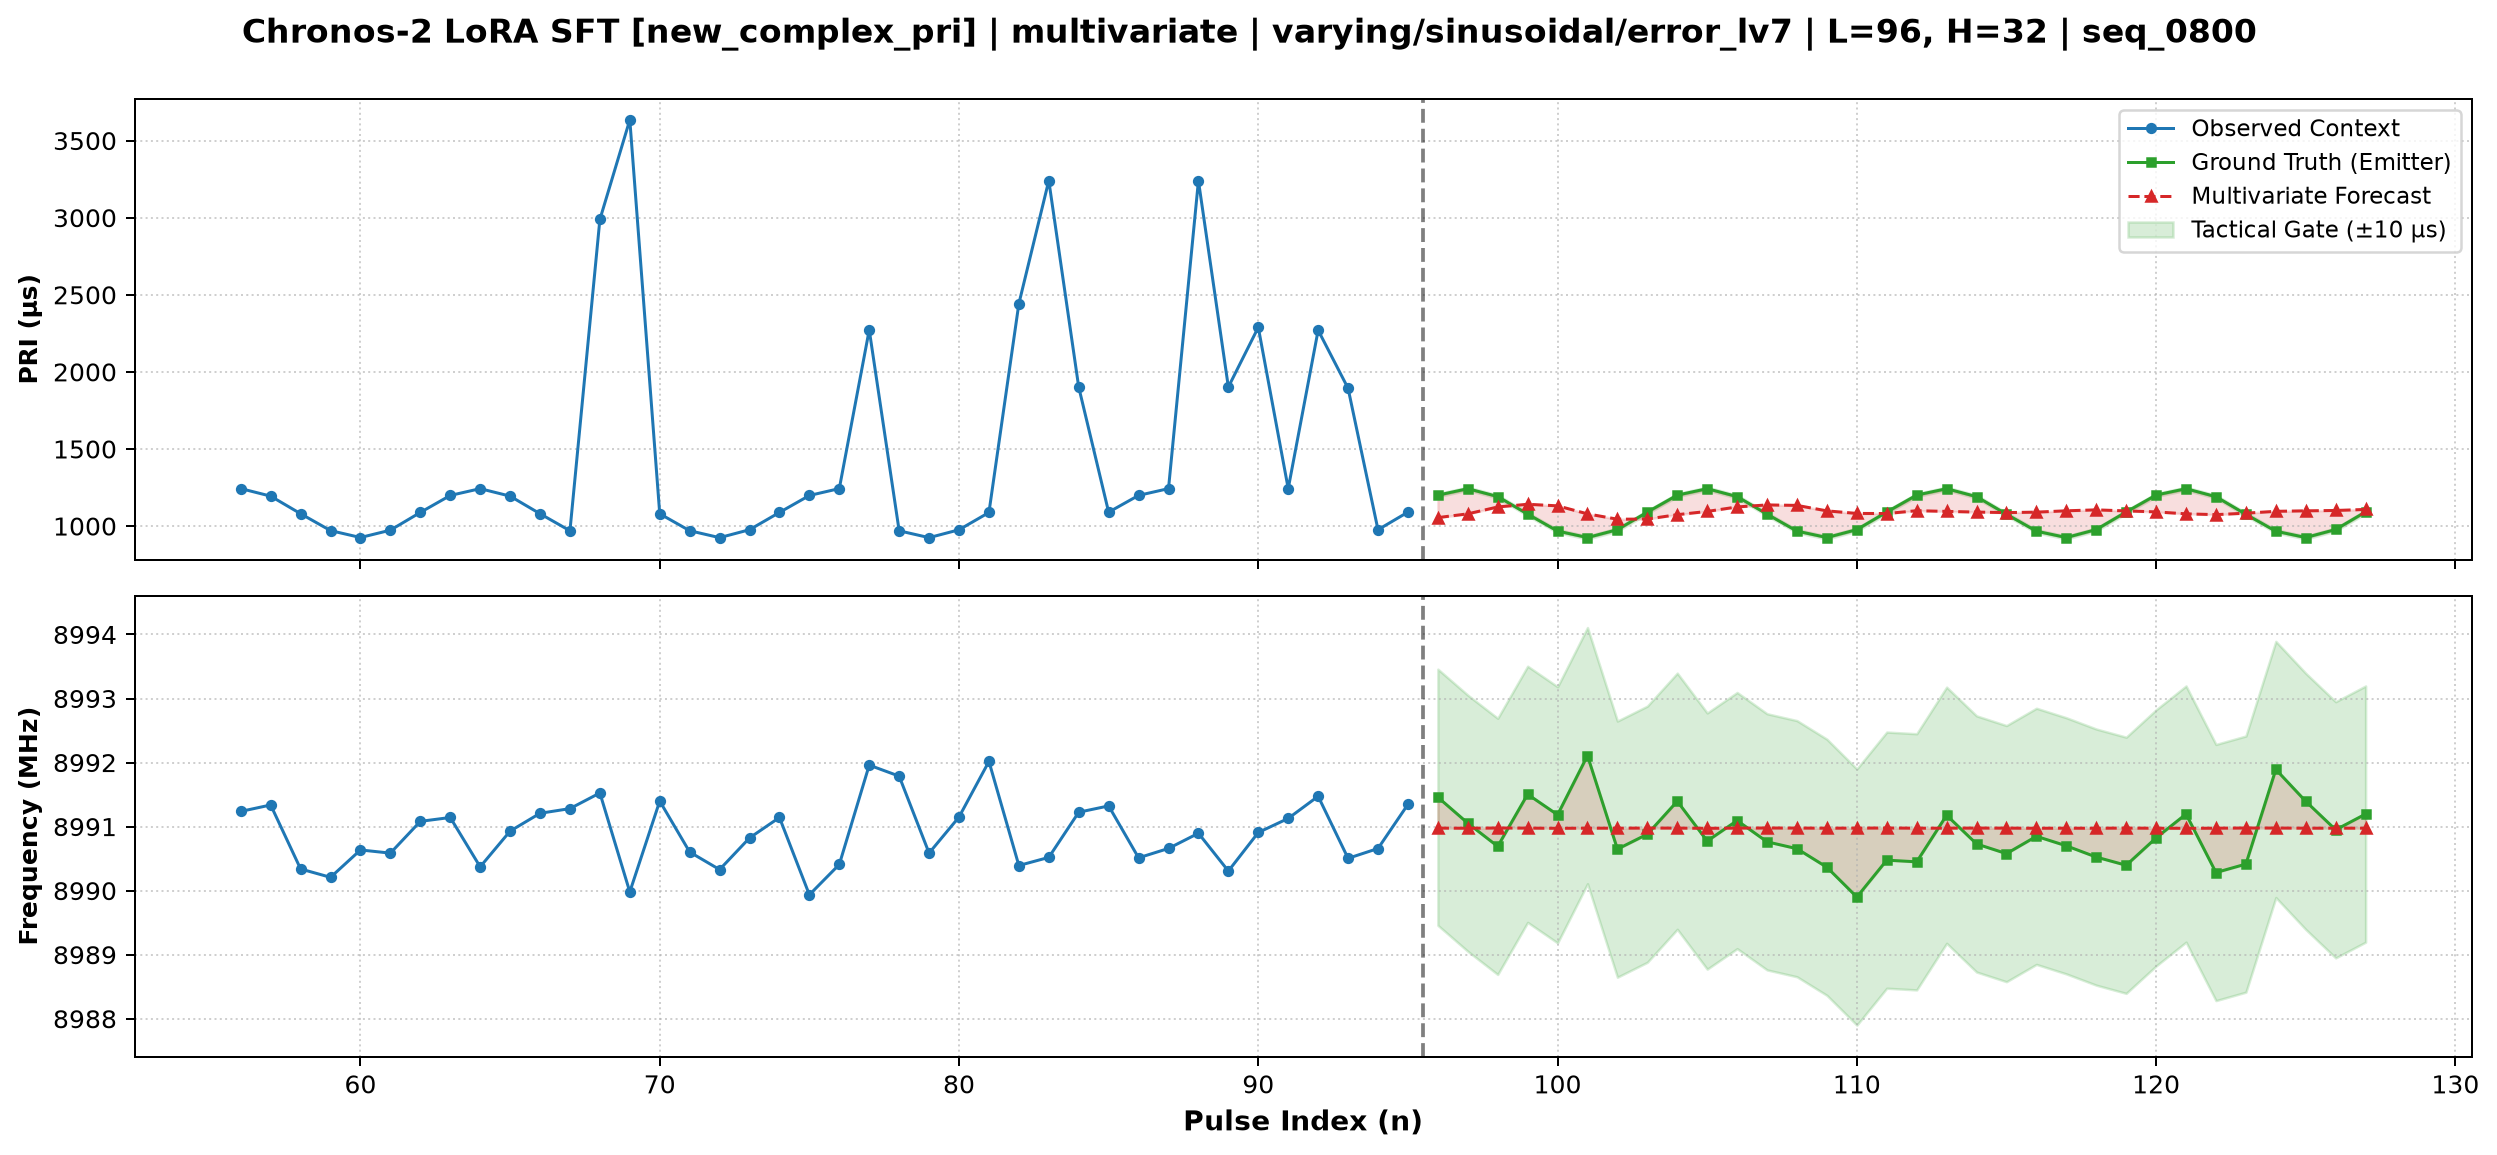 Chronos-2 LoRA SFT [new_complex_pri] | multivariate | varying/sinusoidal/error_lv7 | L=96, H=32 | seq_0800
3500
3000
2500
2000
1500
1000
PRI (µs)
Observed Context
Ground Truth (Emitter)
Multivariate Forecast
Tactical Gate (±10 µs)
8994
8993
8992
8991
8990
8989
8988
Frequency (MHz)
60
70
80
90
100
110
120
130
Pulse Index (n)